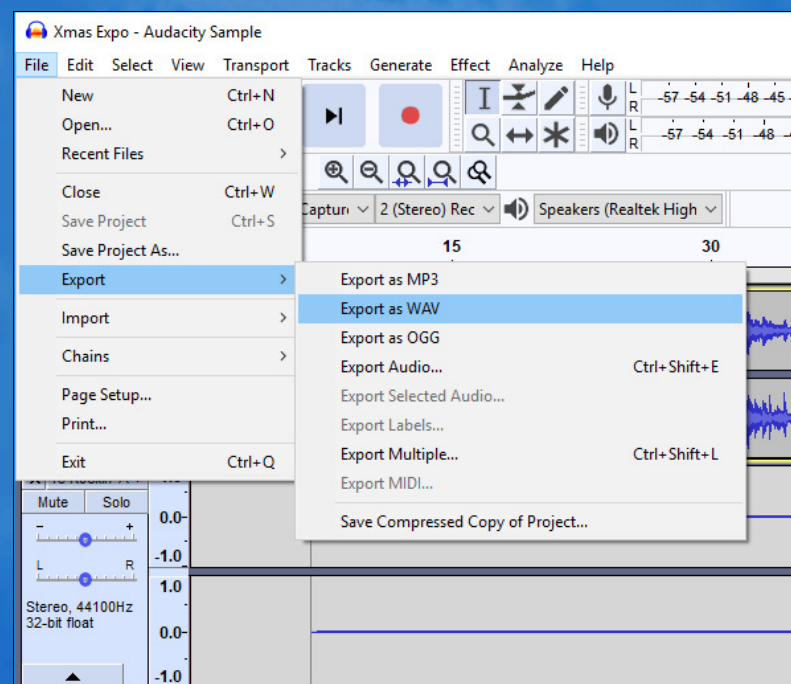 Xmas Expo - Audacity Sample
File Edit Select View Transport Tracks Generate Effect Analyze Help
New Ctrl+N
Open... Ctrl+O
Recent Files
Close Ctrl+W
Save Project Ctrl+S
Save Project As...
Export
Import
Chains
Page Setup...
Print...
Exit Ctrl+Q
L
R
-57 -54 -51 -48 -45
L
R
-57 -54 -51 -48
2 (Stereo) Rec Speakers (Realtek High
15 30
Export as MP3
Export as WAV
Export as OGG
Export Audio... Ctrl+Shift+E
Export Selected Audio...
Export Labels...
Export Multiple... Ctrl+Shift+L
Export MIDI...
Save Compressed Copy of Project...
Mute Solo
- +
L R
Stereo, 44100Hz
32-bit float
0.0-
-1.0
1.0
0.0-
-1.0